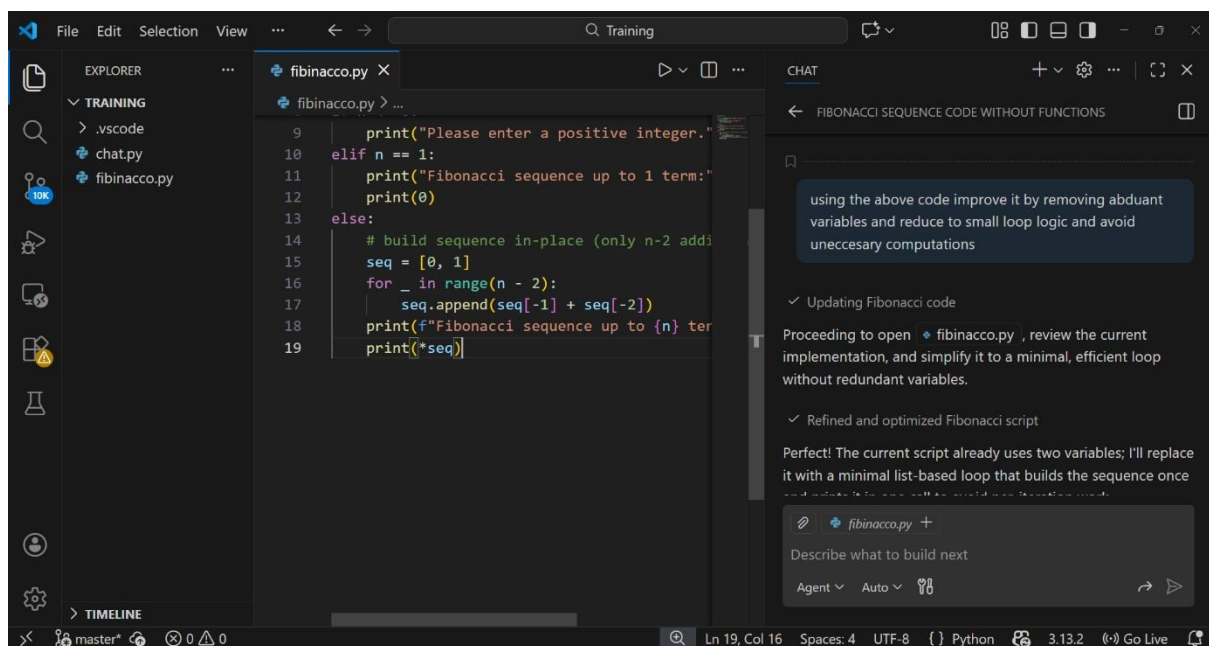 File Edit Selection View ··· Training
EXPLORER ···
TRAINING
.vscode
chat.py
fibinacco.py
10K
TIMELINE
fibinacco.py
fibinacco.py > ...
9 print("Please enter a positive integer."
10 elif n == 1:
11 print("Fibonacci sequence up to 1 term:"
12 print(0)
13 else:
14 # build sequence in-place (only n-2 addi
15 seq = [0, 1]
16 for _ in range(n - 2):
17 seq.append(seq[-1] + seq[-2])
18 print(f"Fibonacci sequence up to {n} ter
19 print(*seq)
CHAT
FIBONACCI SEQUENCE CODE WITHOUT FUNCTIONS
using the above code improve it by removing abduant
variables and reduce to small loop logic and avoid
uneccesary computations
Updating Fibonacci code
Proceeding to open fibinacco.py , review the current
implementation, and simplify it to a minimal, efficient loop
without redundant variables.
Refined and optimized Fibonacci script
Perfect! The current script already uses two variables; I'll replace
it with a minimal list-based loop that builds the sequence once
fibinacco.py +
Describe what to build next
Agent Auto
master* 0 0 Ln 19, Col 16 Spaces: 4 UTF-8 { } Python 3.13.2 Go Live